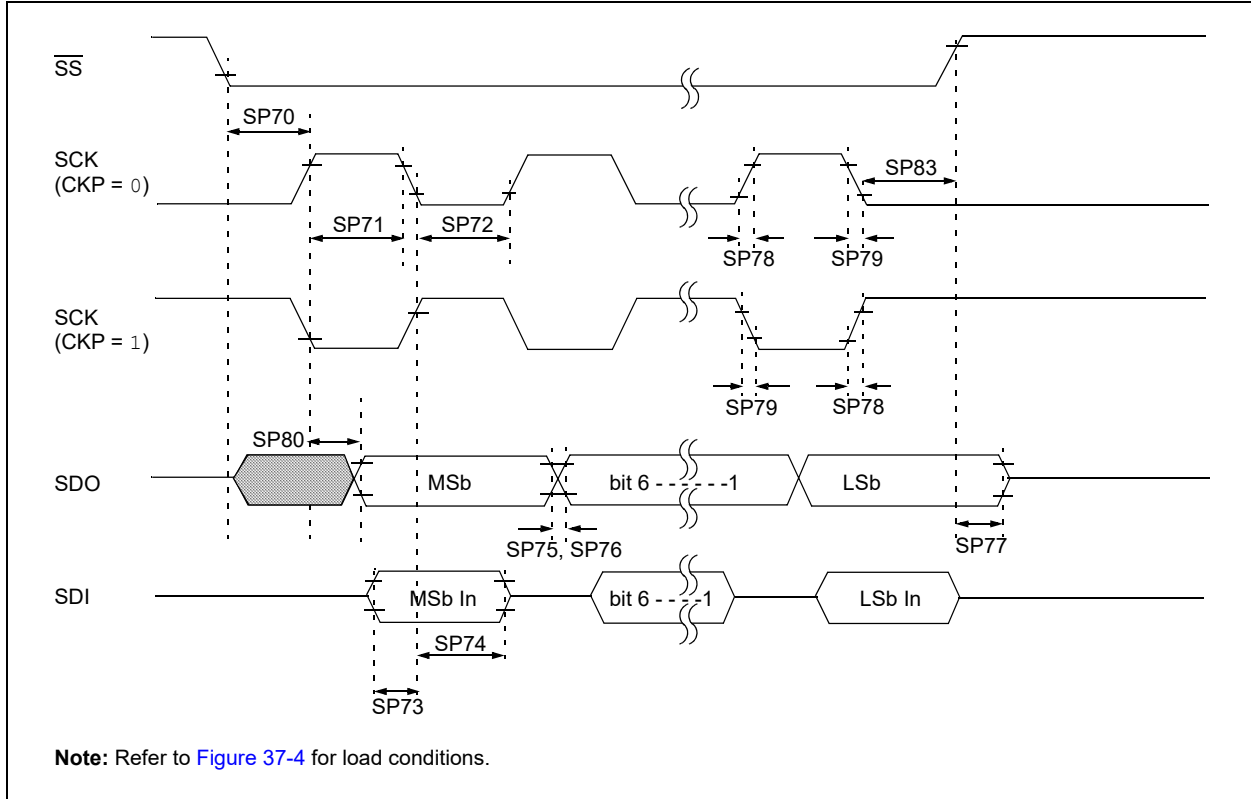 SS
SP70
SCK
(CKP = 0)
SP83
SP71
SP72
SP78
SP79
SCK
(CKP = 1)
SP79
SP78
SP80
SDO
MSb
bit 6 - - - - - -1
LSb
SP75, SP76
SP77
SDI
MSb In
bit 6 - - - -1
LSb In
SP74
SP73
Note: Refer to Figure 37-4 for load conditions.